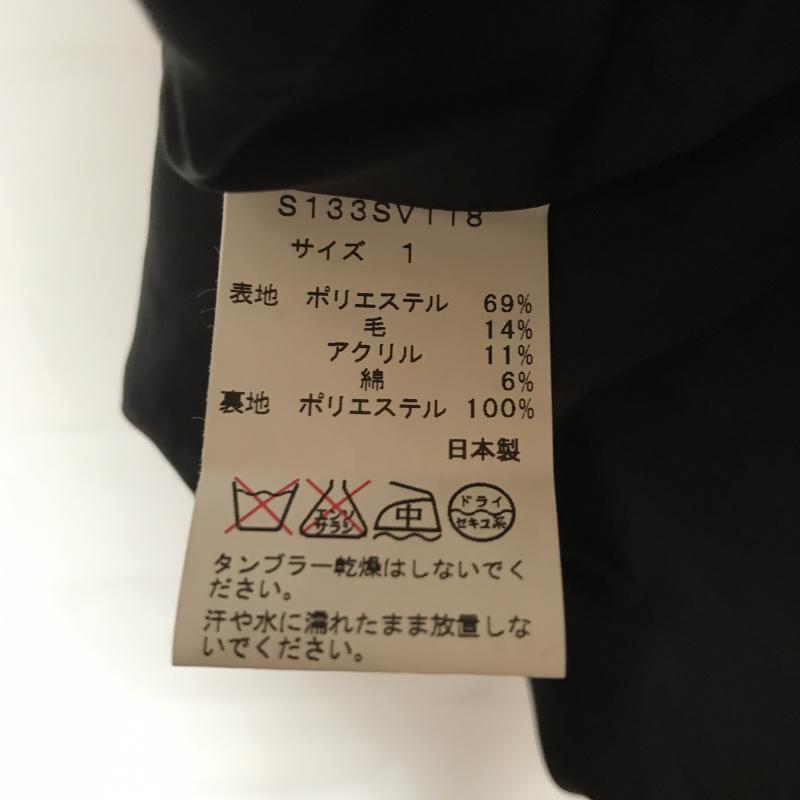 S133SV118
サイズ 1
表地 ポリエステル 69%
毛 14%
アクリル 11%
綿 6%
裏地 ポリエステル 100%
日本製
エンソ
サラシ
中
ドライ
セキユ系
タンブラー乾燥はしないでく
ださい。
汗や水に濡れたまま放置しな
いでください。